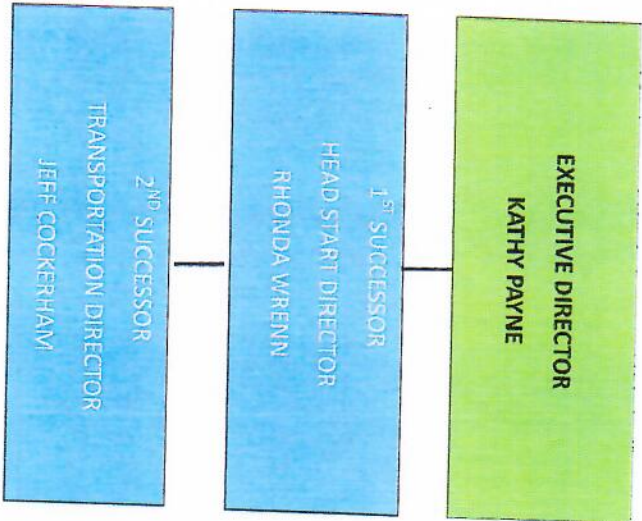 EXECUTIVE DIRECTOR
KATHY PAYNE
1ST SUCCESSOR
HEAD START DIRECTOR
RHONDA WRENN
2ND SUCCESSOR
TRANSPORTATION DIRECTOR
JEFF COCKERHAM